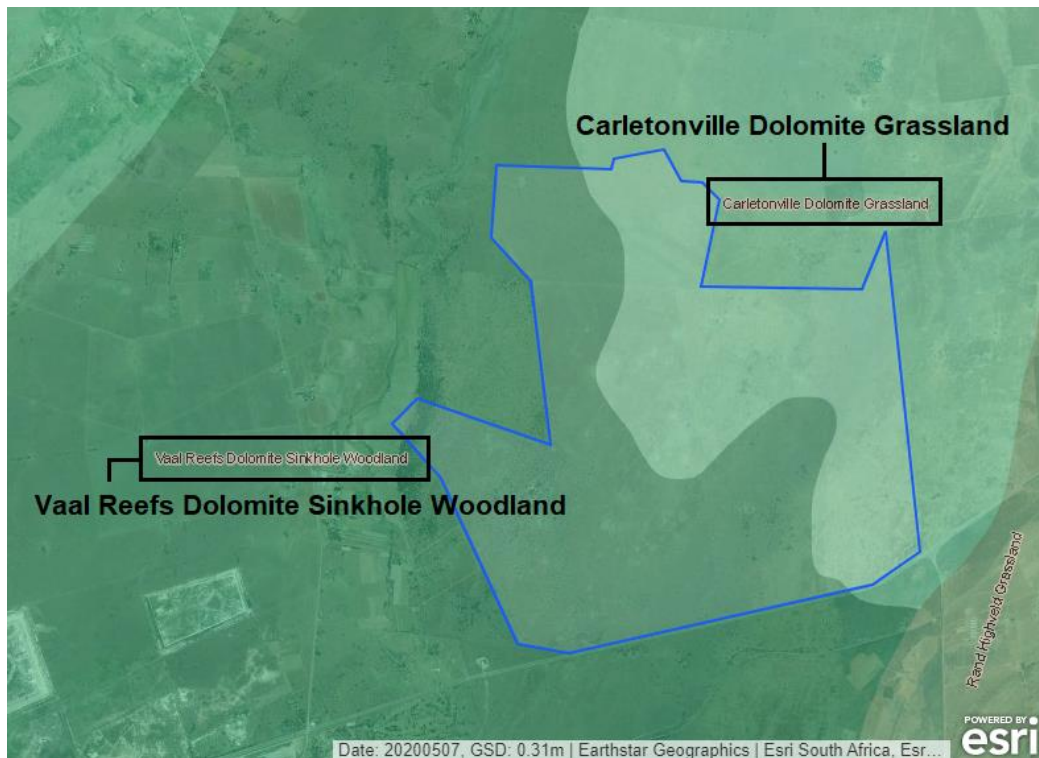 Carletonville Dolomite Grassland
Carletonville Dolomite Grassland
Vaal Reefs Dolomite Sinkhole Woodland
Vaal Reefs Dolomite Sinkhole Woodland
Rand Highveld Grassland
POWERED BY
esri
Date: 20200507, GSD: 0.31m | Earthstar Geographics | Esri South Africa, Esr...